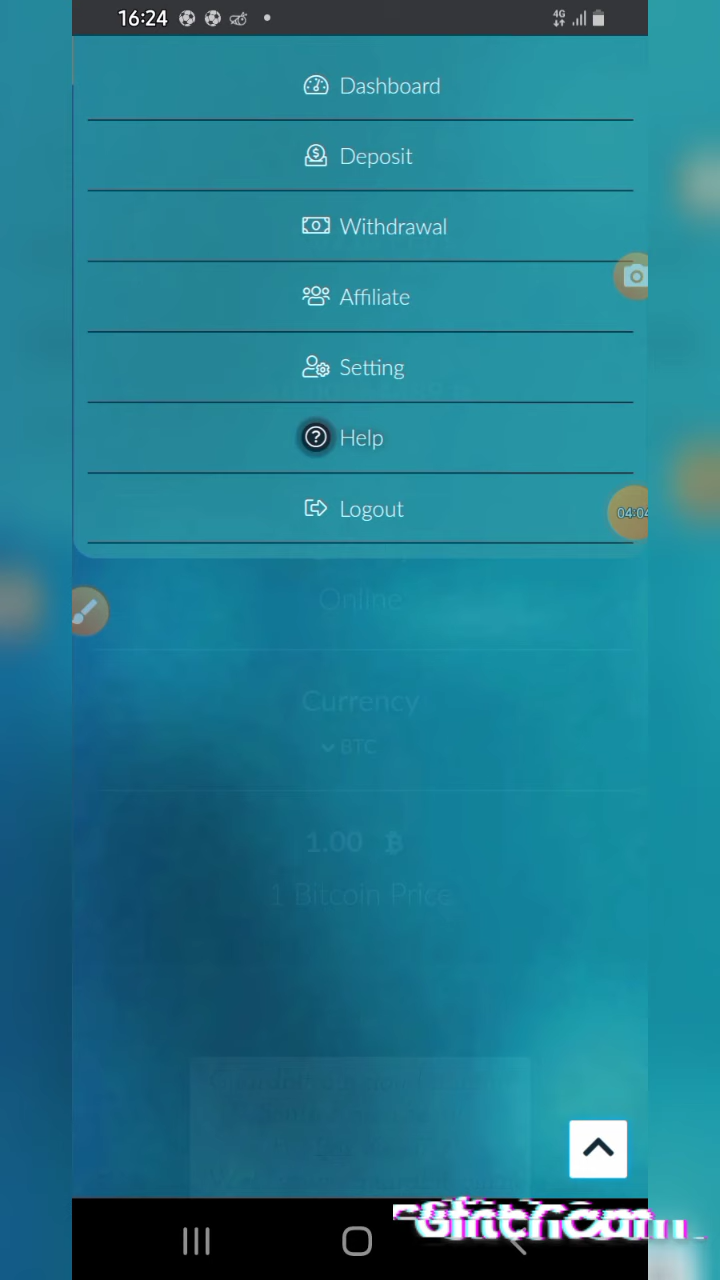 16:24
4G
Dashboard
Deposit
Withdrawal
Affiliate
Setting
Help
Logout
04:04
Online
Currency
BTC
1.00 ₿
1 Bitcoin Price